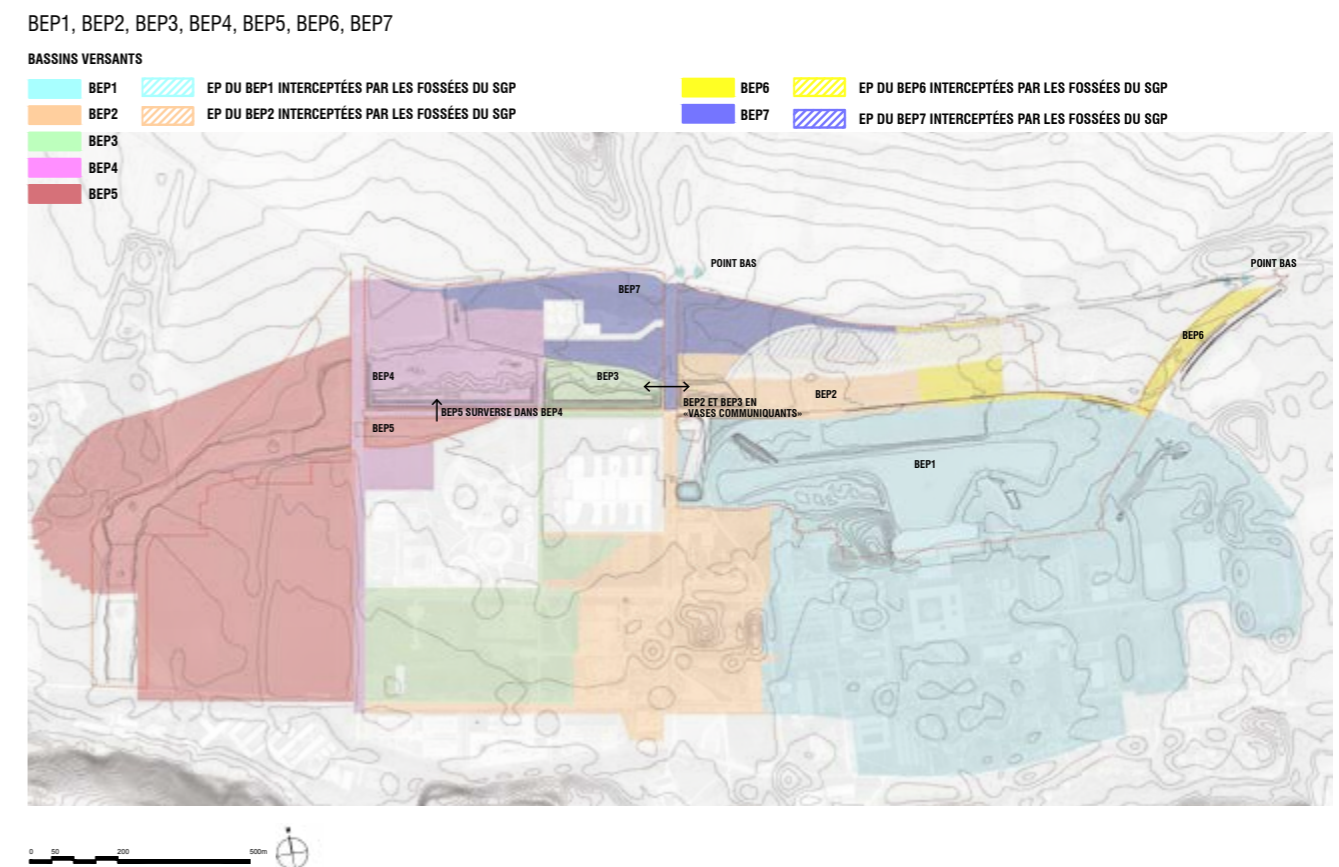 BEP1, BEP2, BEP3, BEP4, BEP5, BEP6, BEP7
BASSINS VERSANTS
BEP1 EP DU BEP1 INTERCEPTÉES PAR LES FOSSÉES DU SGP
BEP2 EP DU BEP2 INTERCEPTÉES PAR LES FOSSÉES DU SGP
BEP3
BEP4
BEP5
BEP6 EP DU BEP6 INTERCEPTÉES PAR LES FOSSÉES DU SGP
BEP7 EP DU BEP7 INTERCEPTÉES PAR LES FOSSÉES DU SGP
POINT BAS
POINT BAS
BEP7
BEP6
BEP4
BEP3
BEP2
BEP2 ET BEP3 EN
«VASES COMMUNIQUANTS»
BEP5 SURVERSE DANS BEP4
BEP5
BEP1
0 50 200 500m